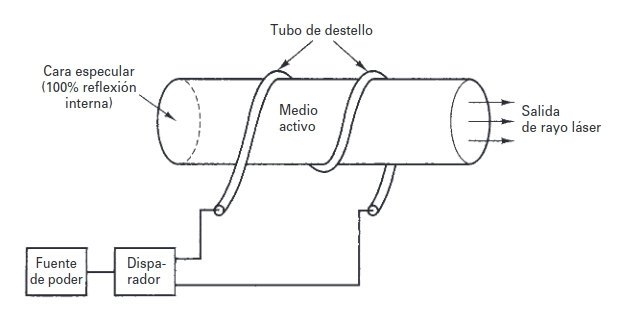 Tubo de destello
Cara especular
(100% reflexión
interna)
Medio
activo
Salida
de rayo láser
Fuente
de poder
Dispa-
rador